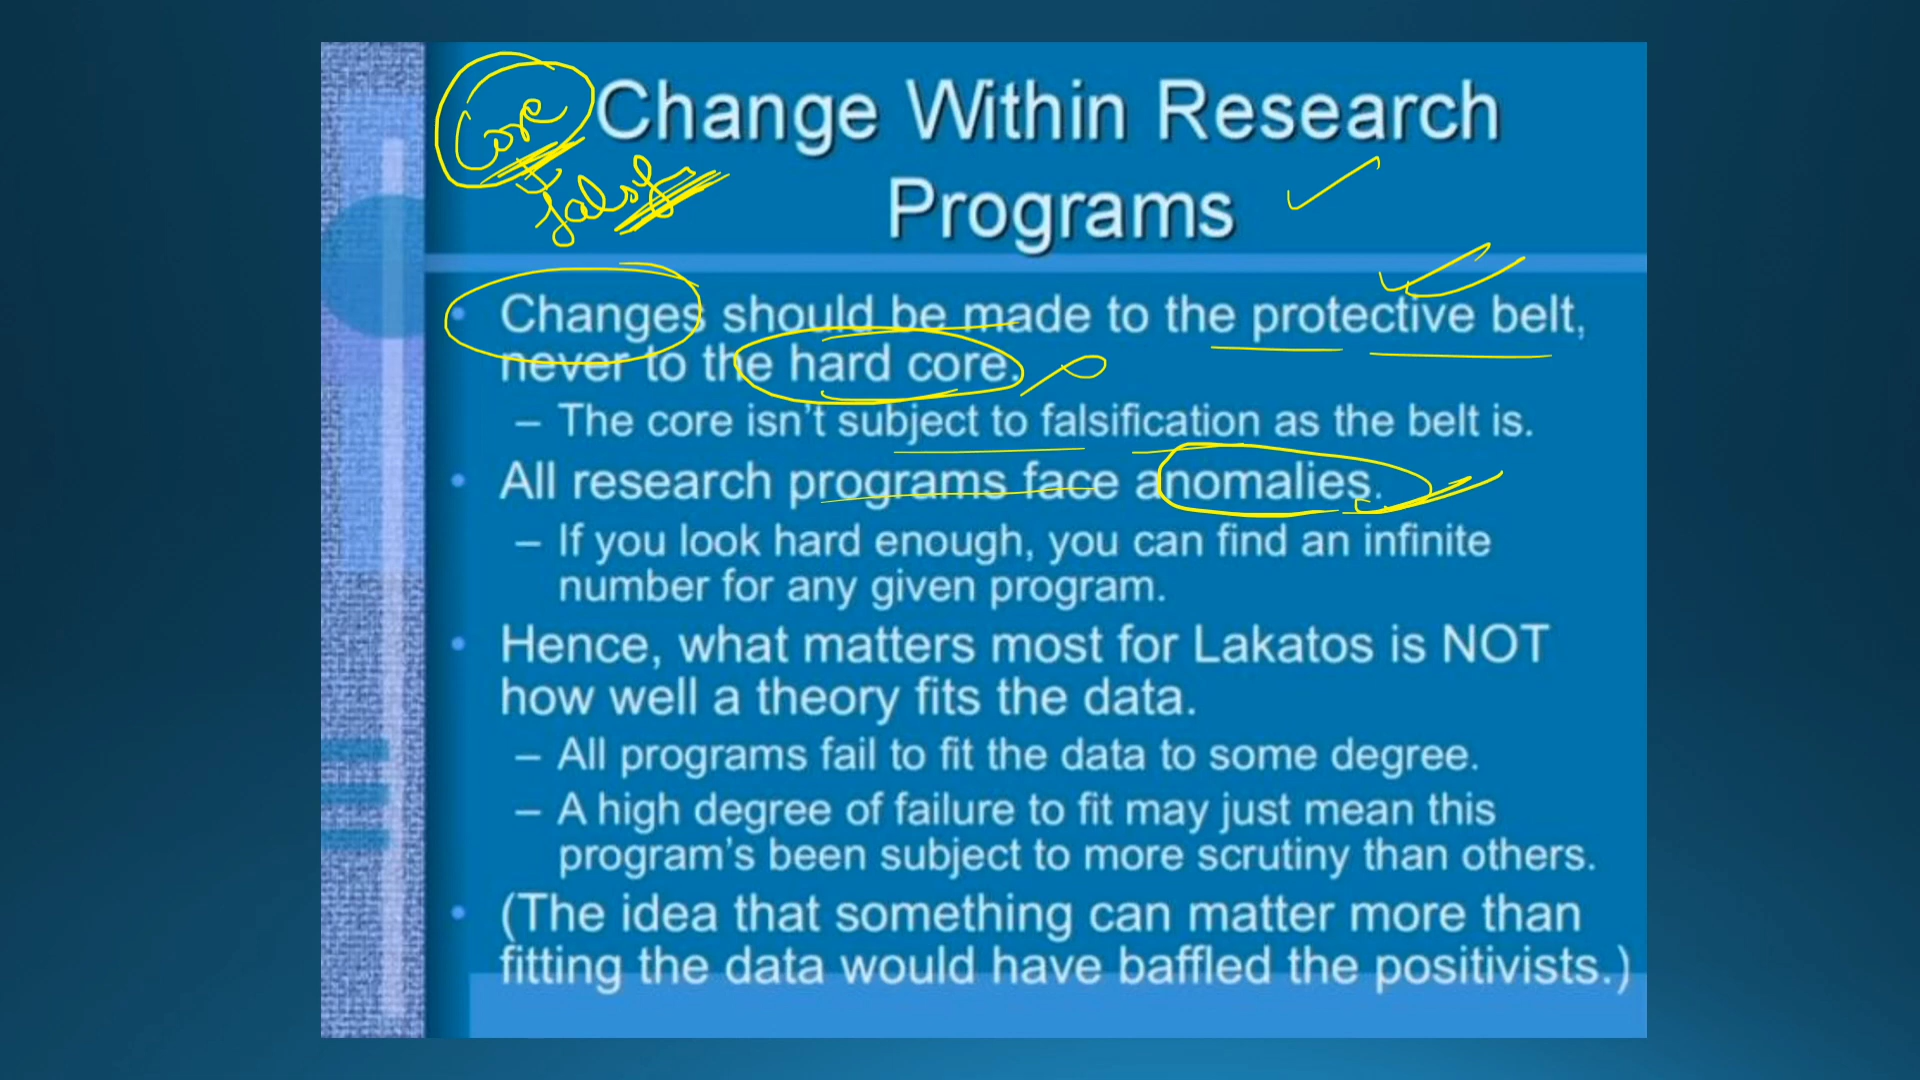 Core
falsf
Change Within Research
Programs
• Changes should be made to the protective belt,
never to the hard core.
– The core isn't subject to falsification as the belt is.
• All research programs face anomalies.
– If you look hard enough, you can find an infinite
number for any given program.
• Hence, what matters most for Lakatos is NOT
how well a theory fits the data.
– All programs fail to fit the data to some degree.
– A high degree of failure to fit may just mean this
program's been subject to more scrutiny than others.
• (The idea that something can matter more than
fitting the data would have baffled the positivists.)